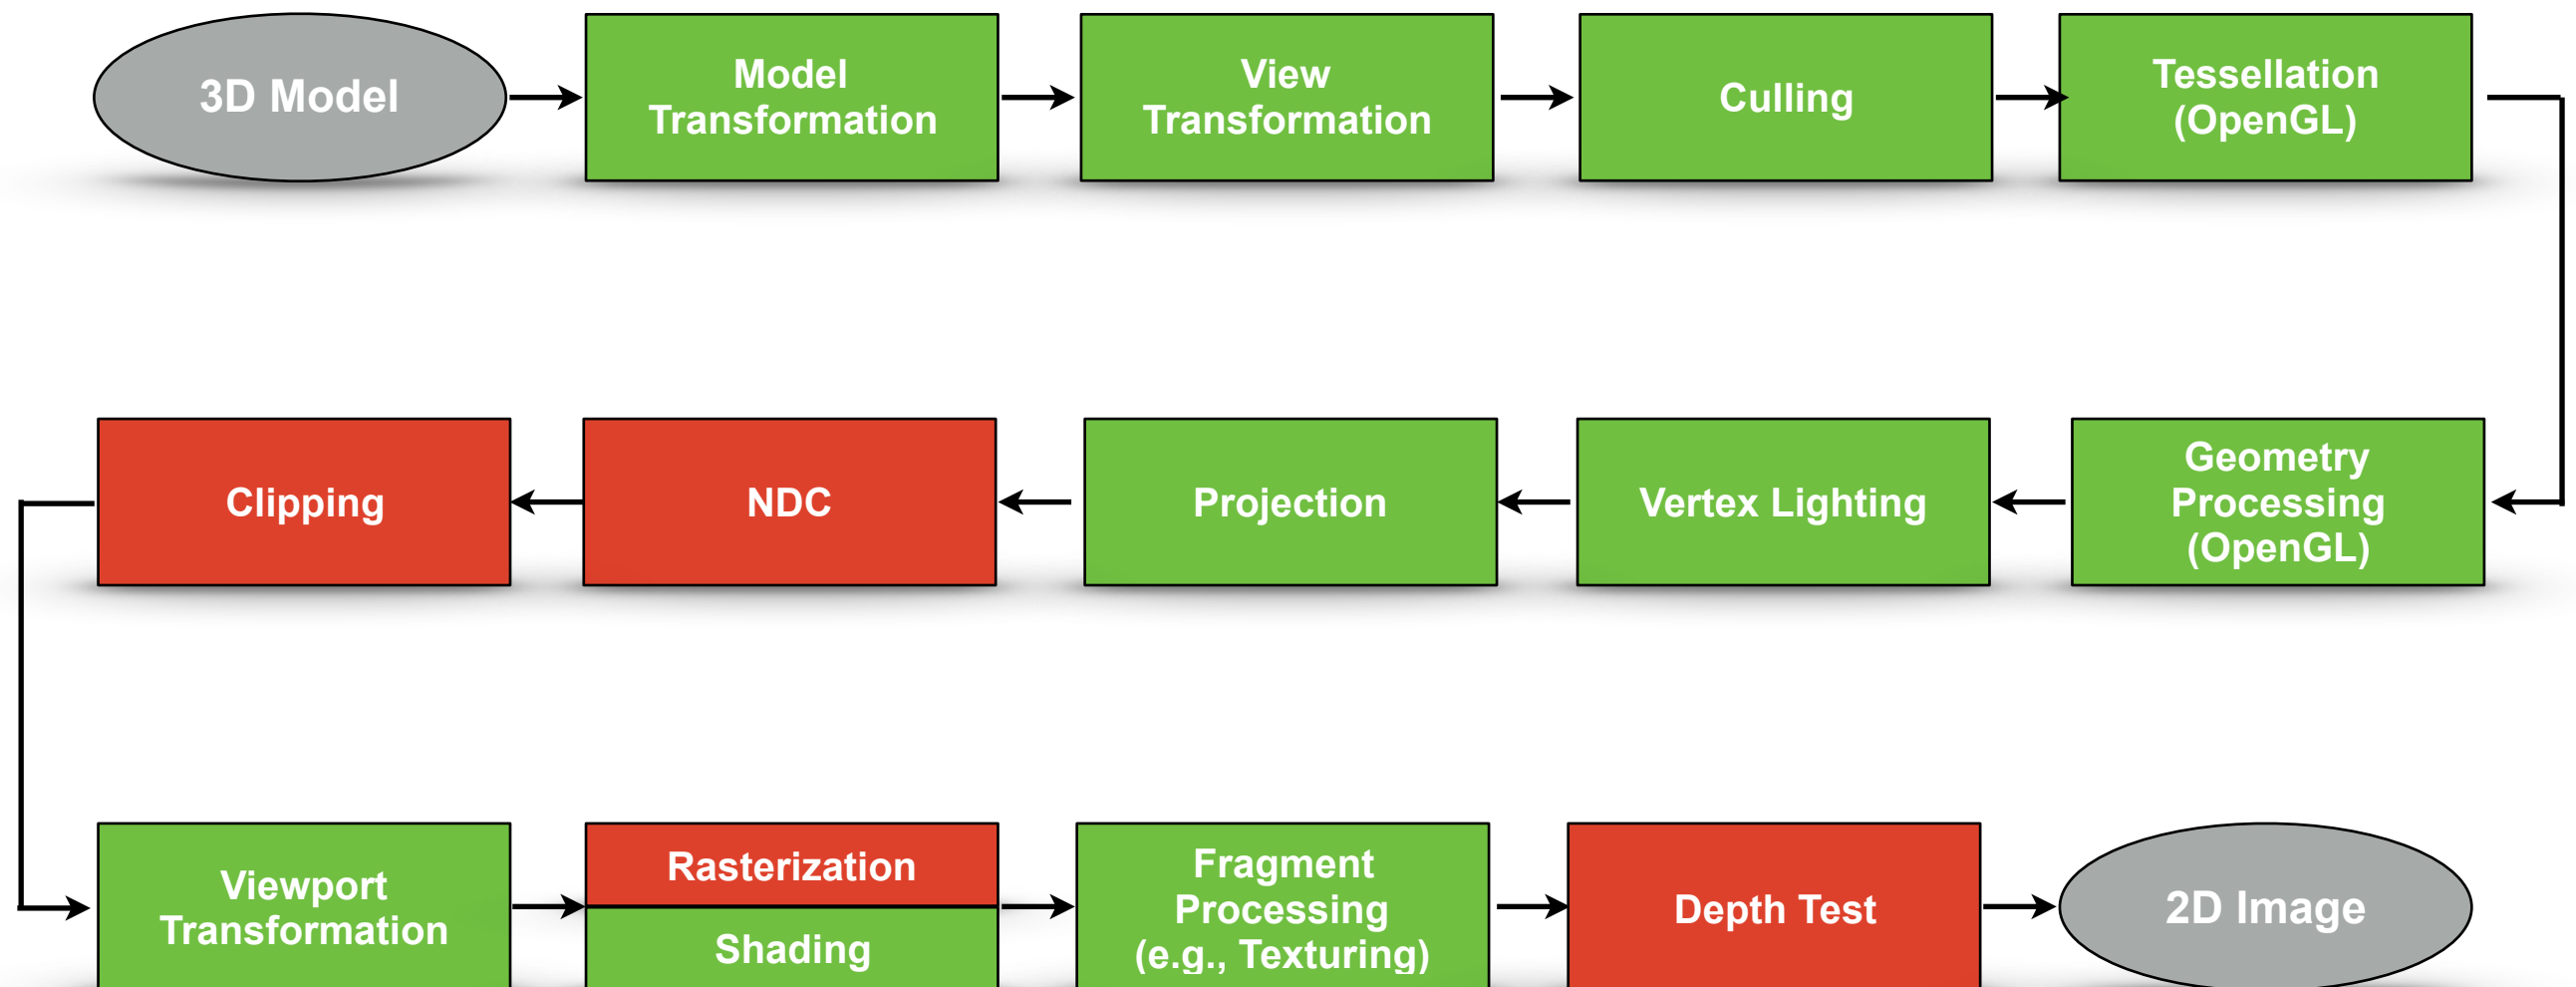 3D Model
Model
Transformation
View
Transformation
Culling
Tessellation
(OpenGL)
Clipping
NDC
Projection
Vertex Lighting
Geometry
Processing
(OpenGL)
Viewport
Transformation
Rasterization
Shading
Fragment
Processing
(e.g., Texturing)
Depth Test
2D Image